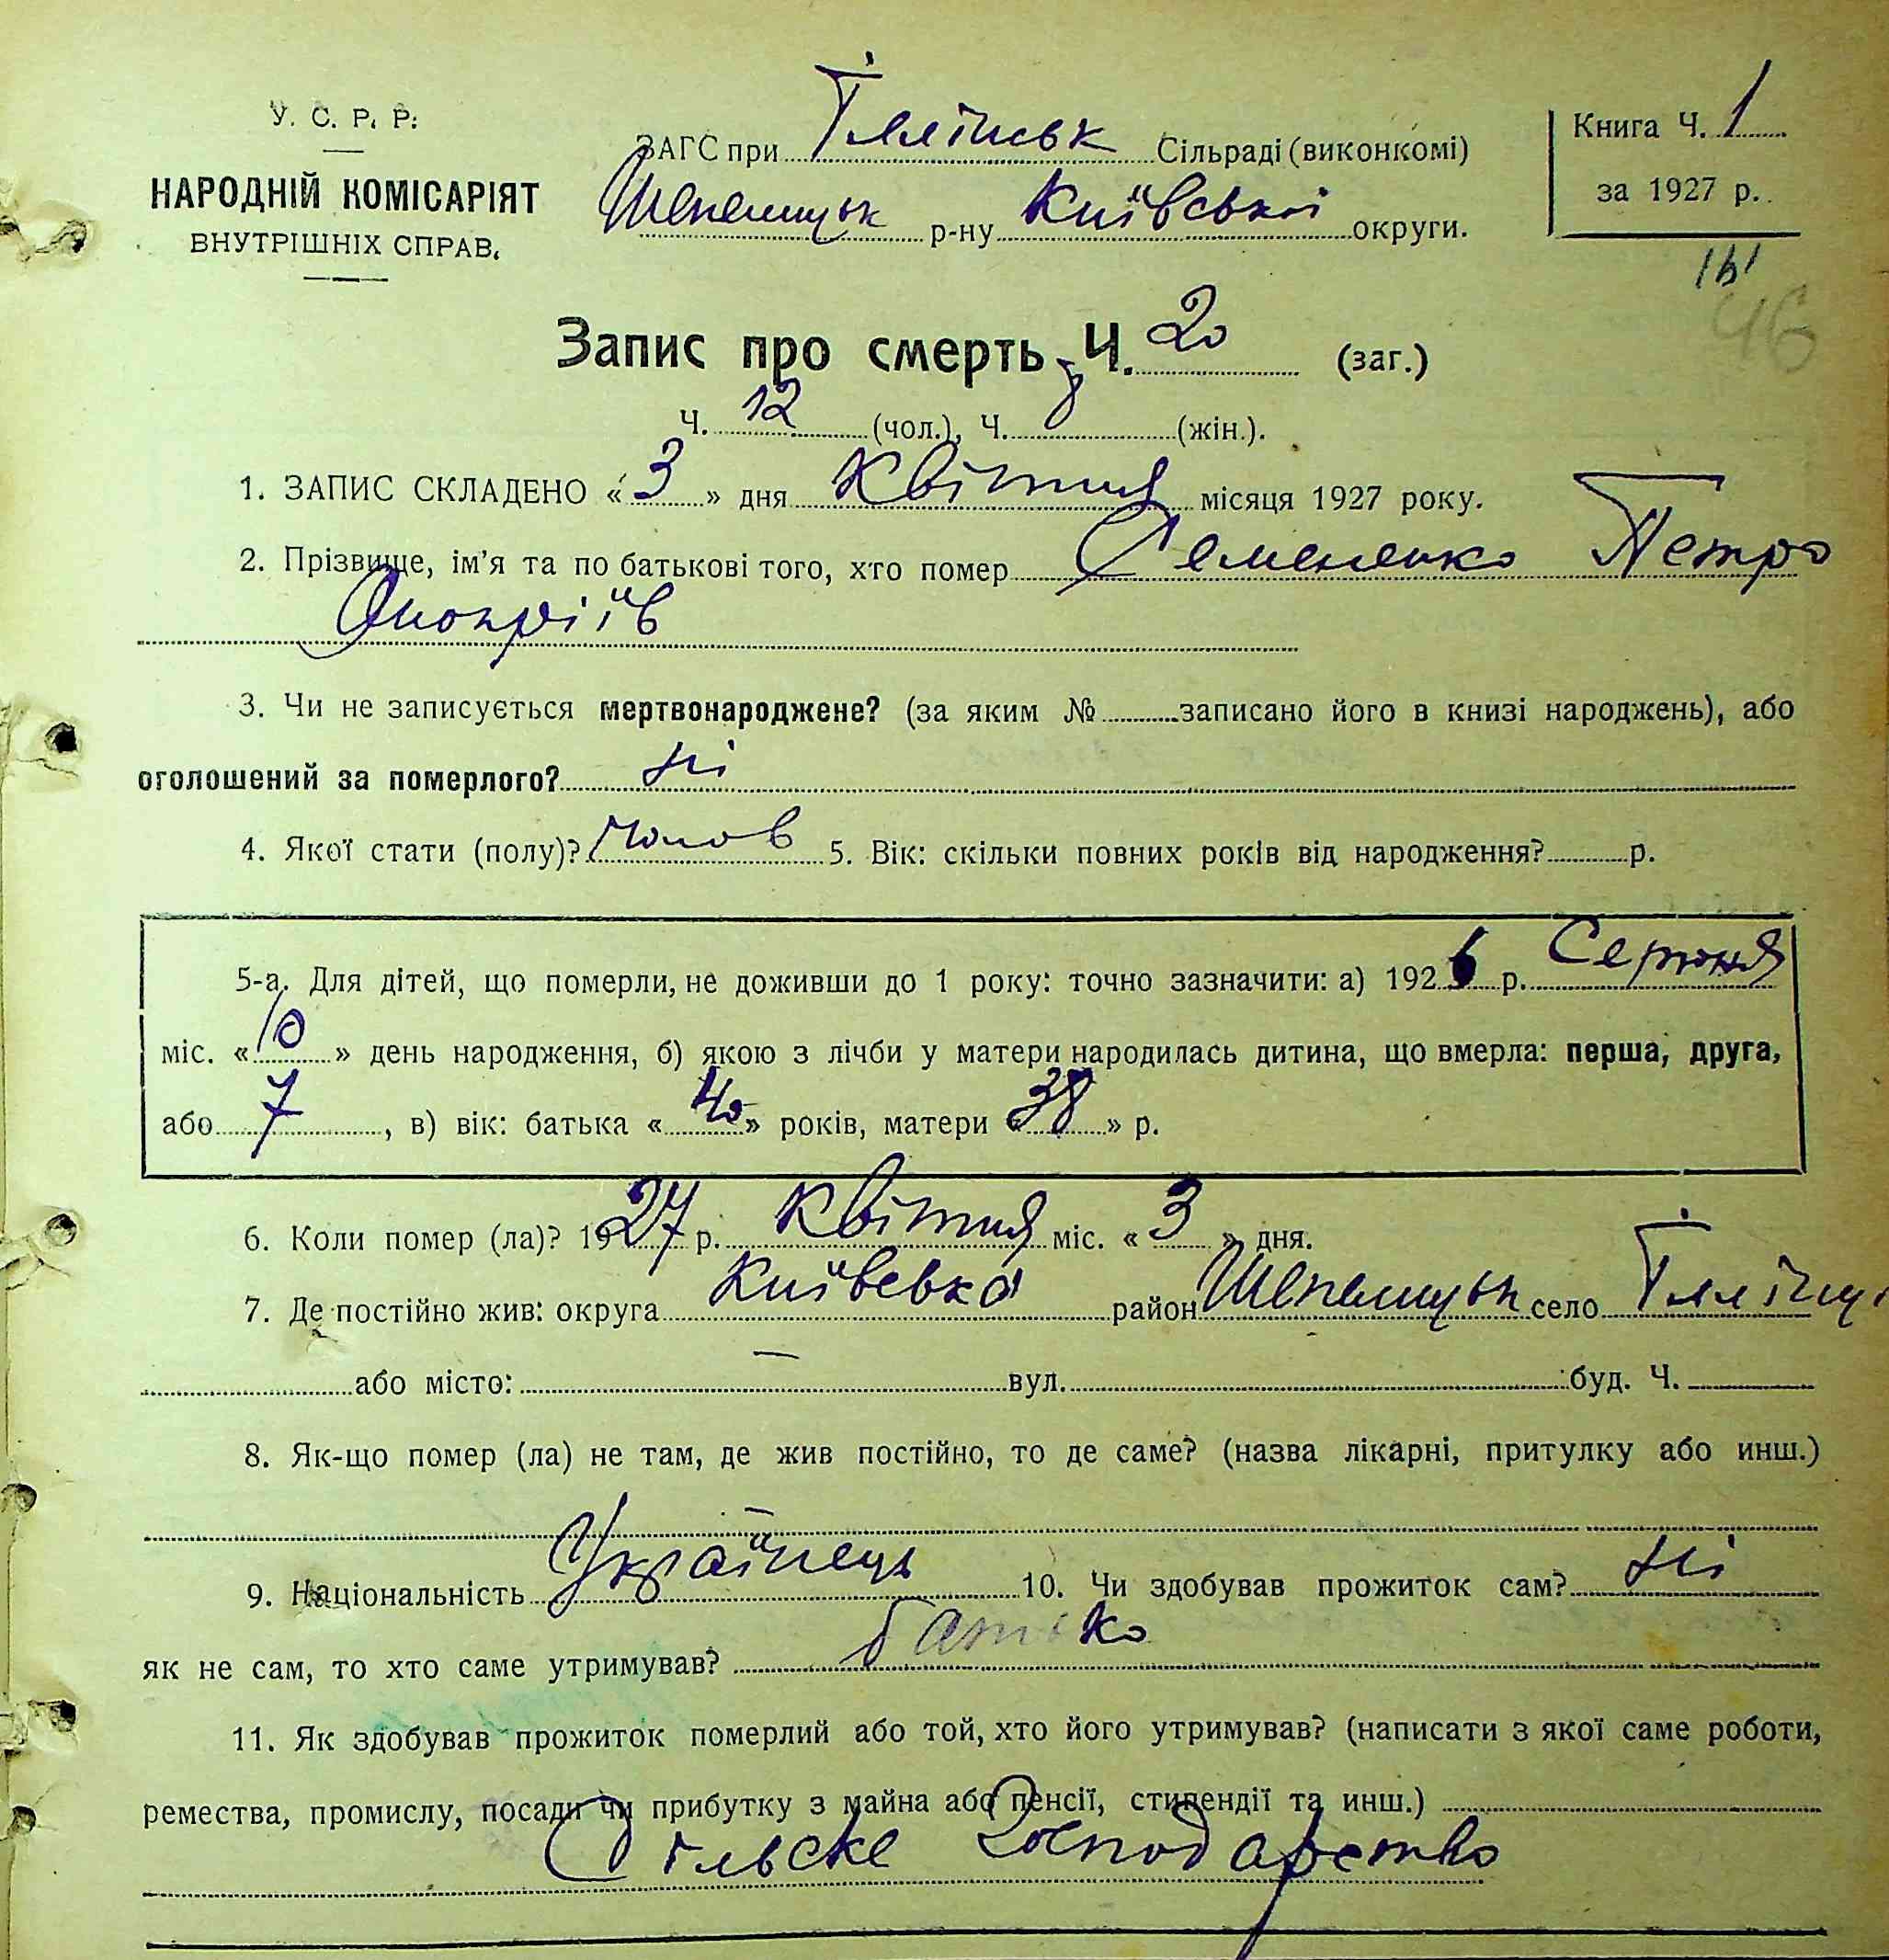 У. С. Р. Р.
НАРОДНІЙ КОМІСАРІЯТ
ВНУТРІШНІХ СПРАВ.
ЗАГС при Іллїнськ Сільраді (виконкомі)
р-ну Київської округи.
Книга Ч. 1
за 1927 р.
46
Запис про смерть Ч. 20 (заг.)
Ч. 12 (чол.), Ч. 8 (жін.).
1. ЗАПИС СКЛАДЕНО « 3 » дня Квітня місяця 1927 року.
2. Прізвище, ім'я та по батькові того, хто помер Семененко Петро
Онопріїв
3. Чи не записується мертвонароджене? (за яким № записано його в книзі народжень), або
оголошений за померлого? Ні
4. Якої стати (полу)? Чолов 5. Вік: скільки повних років від народження? р.
5-а. Для дітей, що померли, не доживши до 1 року: точно зазначити: а) 1926 р. Серпня
міс. « 10 » день народження, б) якою з лічби у матери народилась дитина, що вмерла: перша, друга,
або 7, в) вік: батька « 40 » років, матери « 38 » р.
6. Коли помер (ла)? 1927 р. Квітня міс. « 3 » дня.
7. Де постійно жив: округа Київська район село
або місто: — вул. буд. Ч.
8. Як-що помер (ла) не там, де жив постійно, то де саме? (назва лікарні, притулку або инш.)
—
9. Національність Українець 10. Чи здобував прожиток сам? Ні
як не сам, то хто саме утримував? батько
11. Як здобував прожиток померлий або той, хто його утримував? (написати з якої саме роботи,
ремества, промислу, посади чи прибутку з майна або пенсії, стипендії та инш.)
Сільське Господарство